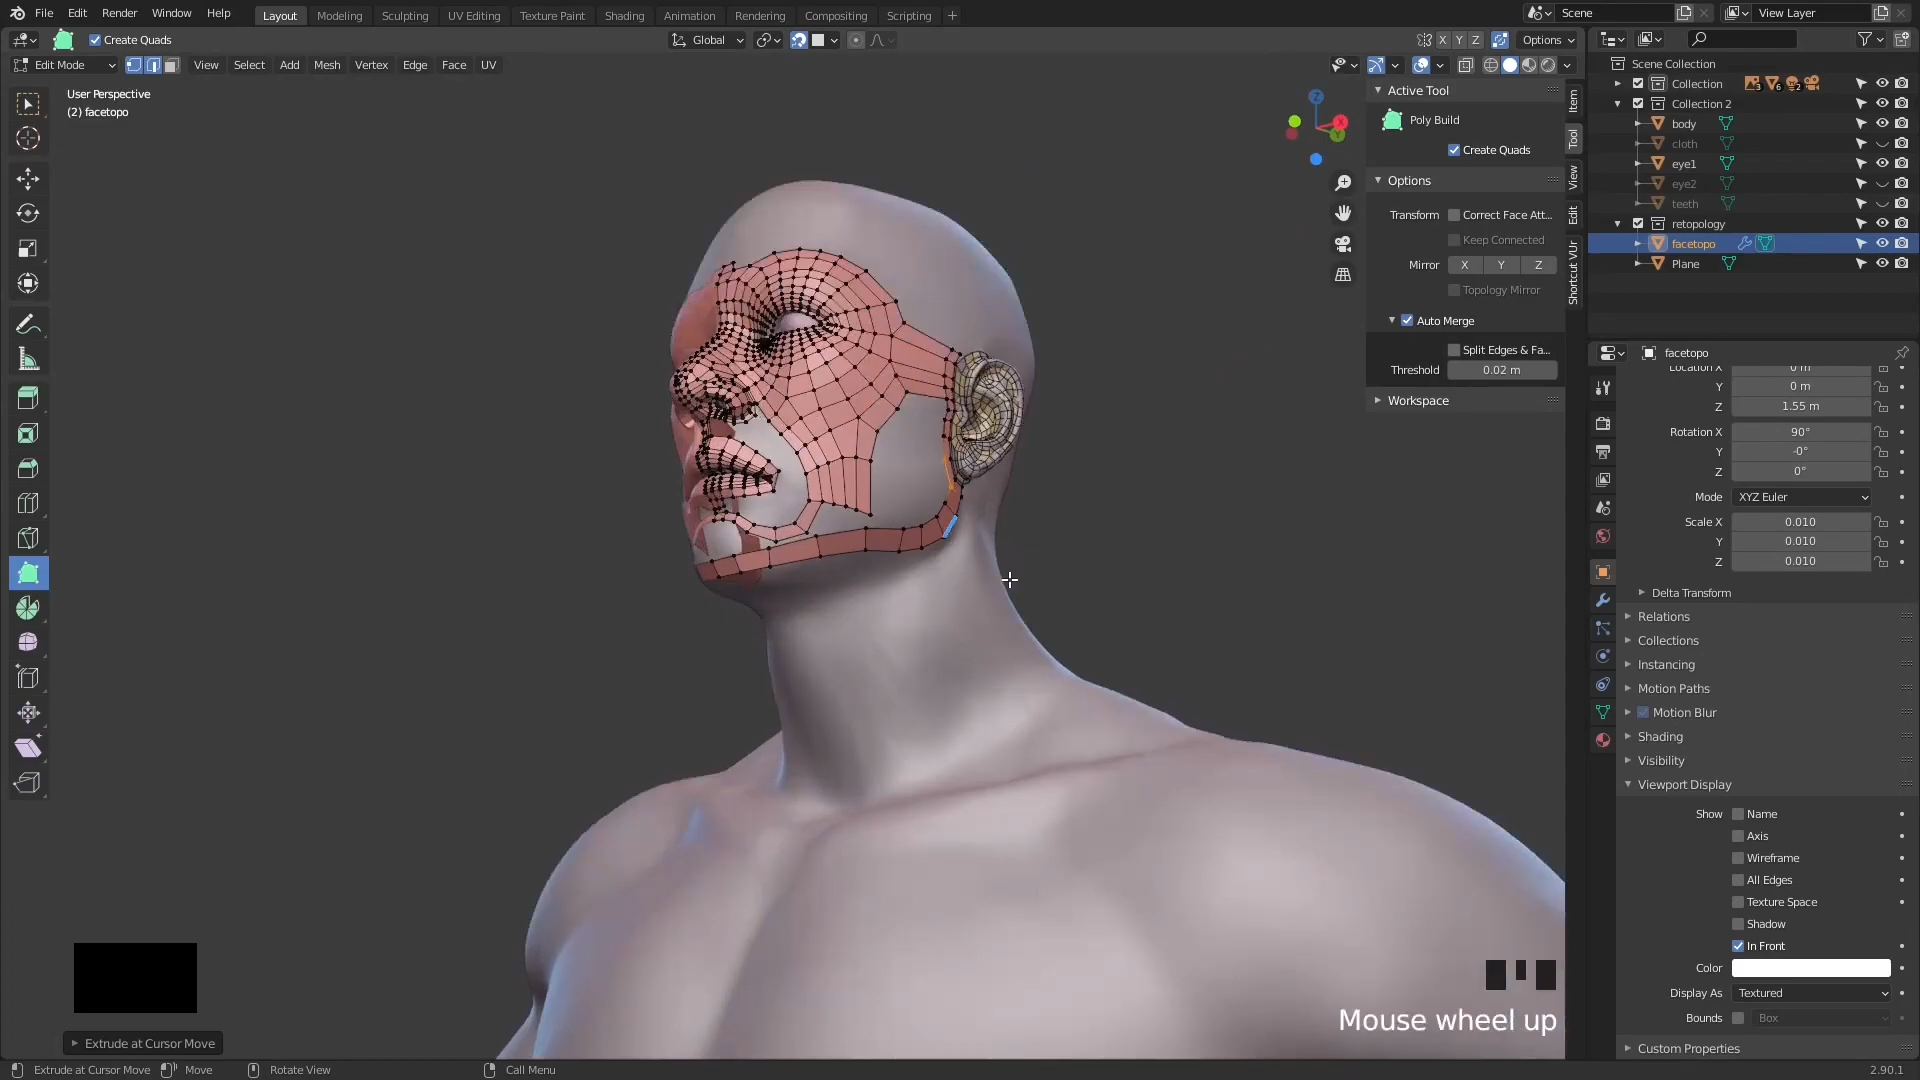 File Edit Render Window Help Layout Modeling Sculpting UV Editing Texture Paint Shading Animation Rendering Compositing Scripting + Scene View Layer
Create Quads Global X Y Z Options
Edit Mode View Select Add Mesh Vertex Edge Face UV
User Perspective
(2) facetopo
Z
X
Y
Active Tool
Poly Build
Create Quads
Options
Transform Correct Face Att...
Keep Connected
Mirror X Y Z
Topology Mirror
Auto Merge
Split Edges & Fa...
Threshold 0.02 m
Workspace
Item
Tool
View
Edit
Shortcut VUr
Scene Collection
Collection 3 6 2
Collection 2
body
cloth
eye1
eye2
teeth
retopology
facetopo
Plane
facetopo
Location X 0 m
Y 0 m
Z 1.55 m
Rotation X 90°
Y -0°
Z 0°
Mode XYZ Euler
Scale X 0.010
Y 0.010
Z 0.010
Delta Transform
Relations
Collections
Instancing
Motion Paths
Motion Blur
Shading
Visibility
Viewport Display
Show Name
Axis
Wireframe
All Edges
Texture Space
Shadow
In Front
Color
Display As Textured
Bounds Box
Custom Properties
Mouse wheel up
Extrude at Cursor Move
Extrude at Cursor Move Move Rotate View Call Menu 2.90.1